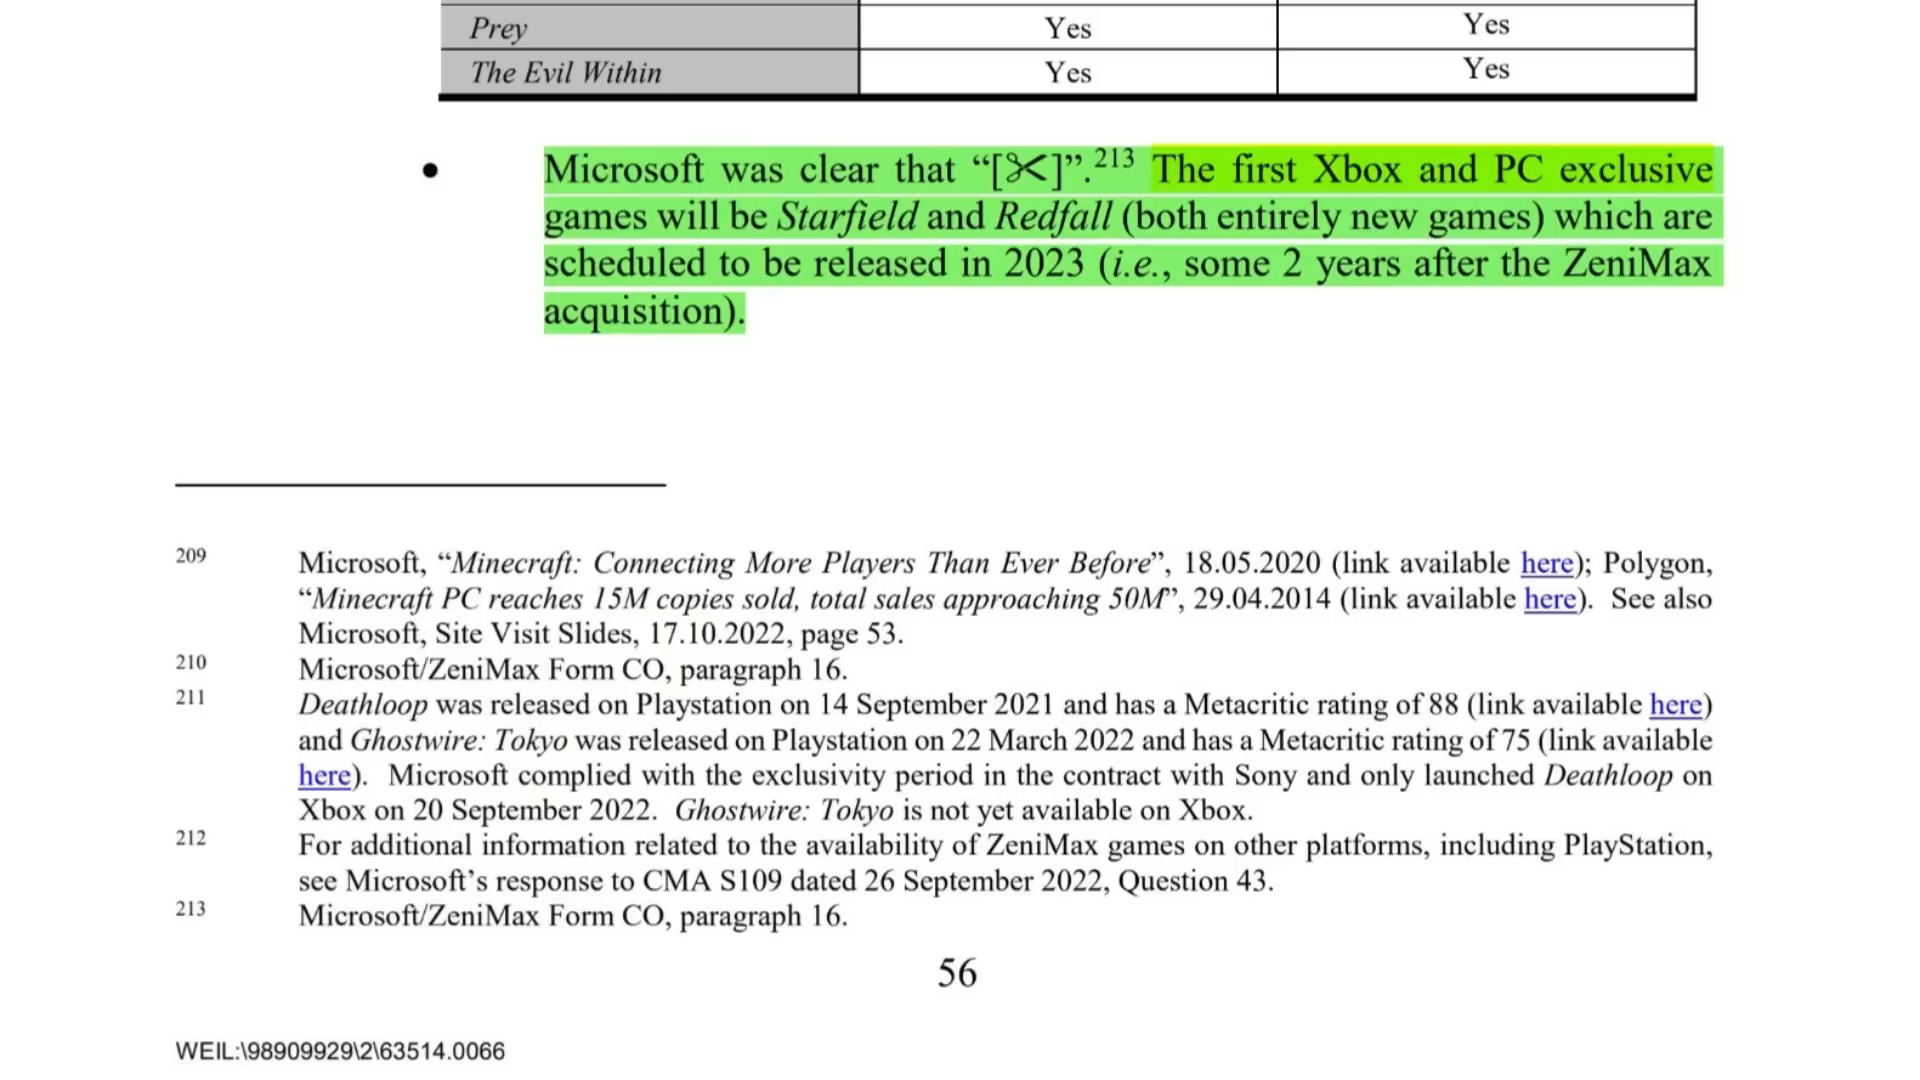 Prey Yes Yes
The Evil Within Yes Yes
• Microsoft was clear that “[✂]”.213 The first Xbox and PC exclusive
games will be Starfield and Redfall (both entirely new games) which are
scheduled to be released in 2023 (i.e., some 2 years after the ZeniMax
acquisition).
209 Microsoft, “Minecraft: Connecting More Players Than Ever Before”, 18.05.2020 (link available here); Polygon,
“Minecraft PC reaches 15M copies sold, total sales approaching 50M”, 29.04.2014 (link available here). See also
Microsoft, Site Visit Slides, 17.10.2022, page 53.
210 Microsoft/ZeniMax Form CO, paragraph 16.
211 Deathloop was released on Playstation on 14 September 2021 and has a Metacritic rating of 88 (link available here)
and Ghostwire: Tokyo was released on Playstation on 22 March 2022 and has a Metacritic rating of 75 (link available
here). Microsoft complied with the exclusivity period in the contract with Sony and only launched Deathloop on
Xbox on 20 September 2022. Ghostwire: Tokyo is not yet available on Xbox.
212 For additional information related to the availability of ZeniMax games on other platforms, including PlayStation,
see Microsoft’s response to CMA S109 dated 26 September 2022, Question 43.
213 Microsoft/ZeniMax Form CO, paragraph 16.
56
WEIL:\98909929\2\63514.0066